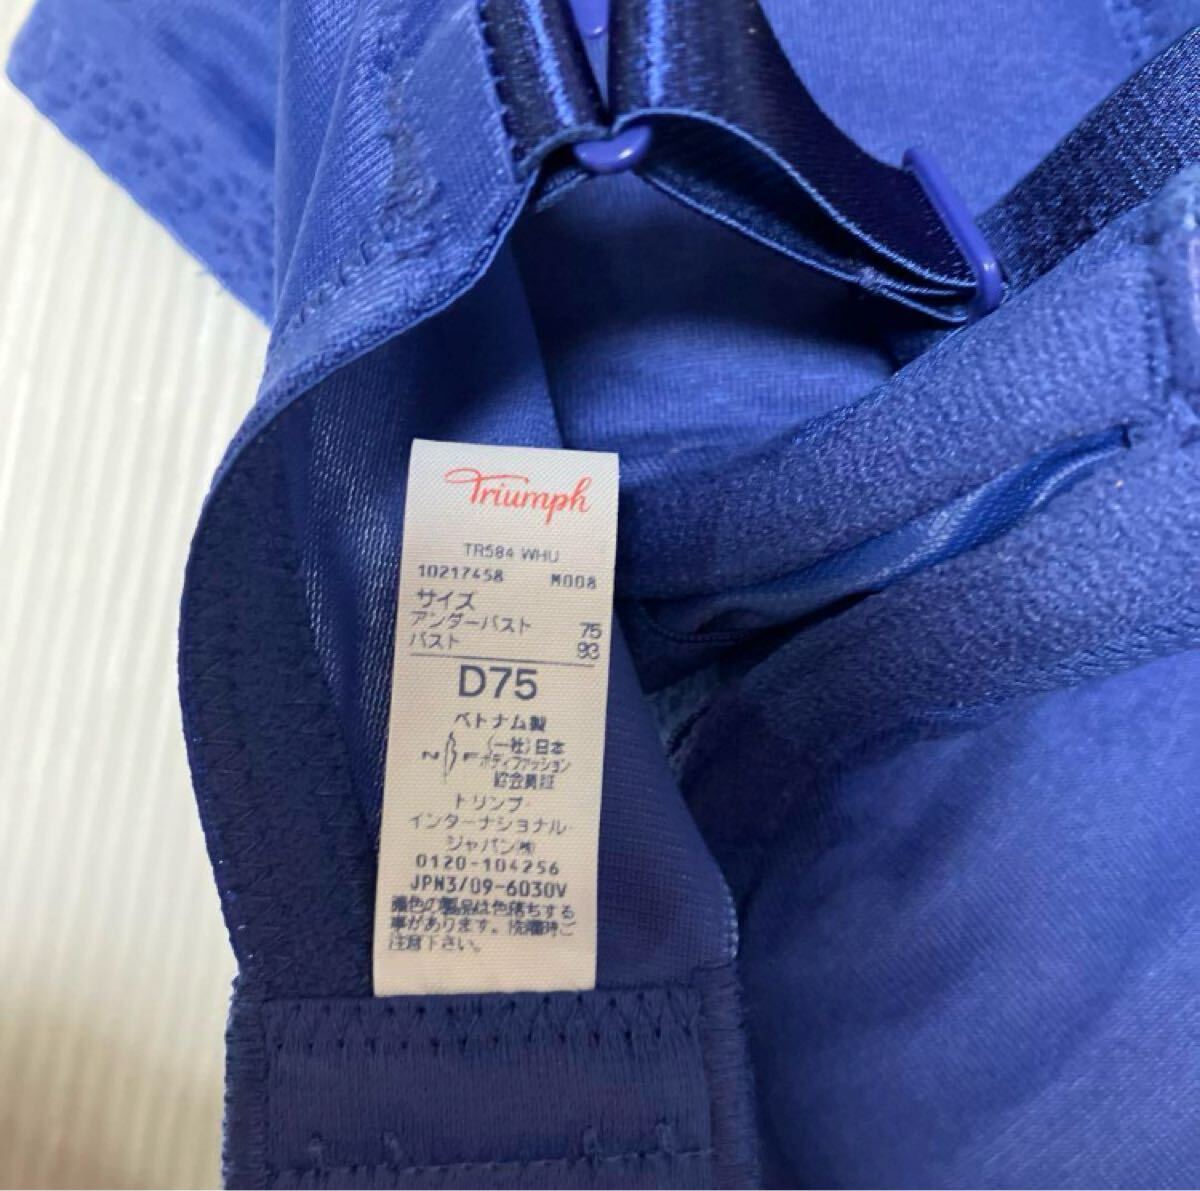 Triumph
TR584 WHU
10217458 M008
サイズ
アンダーバスト 75
バスト 93
D75
ベトナム製
NBF (一社)日本
ボディファッション
協会員証
トリンプ・
インターナショナル・
ジャパン㈱
0120-104256
JPN3/09-6030V
濃色の製品は色落ちする
事があります。洗濯時ご
注意下さい。